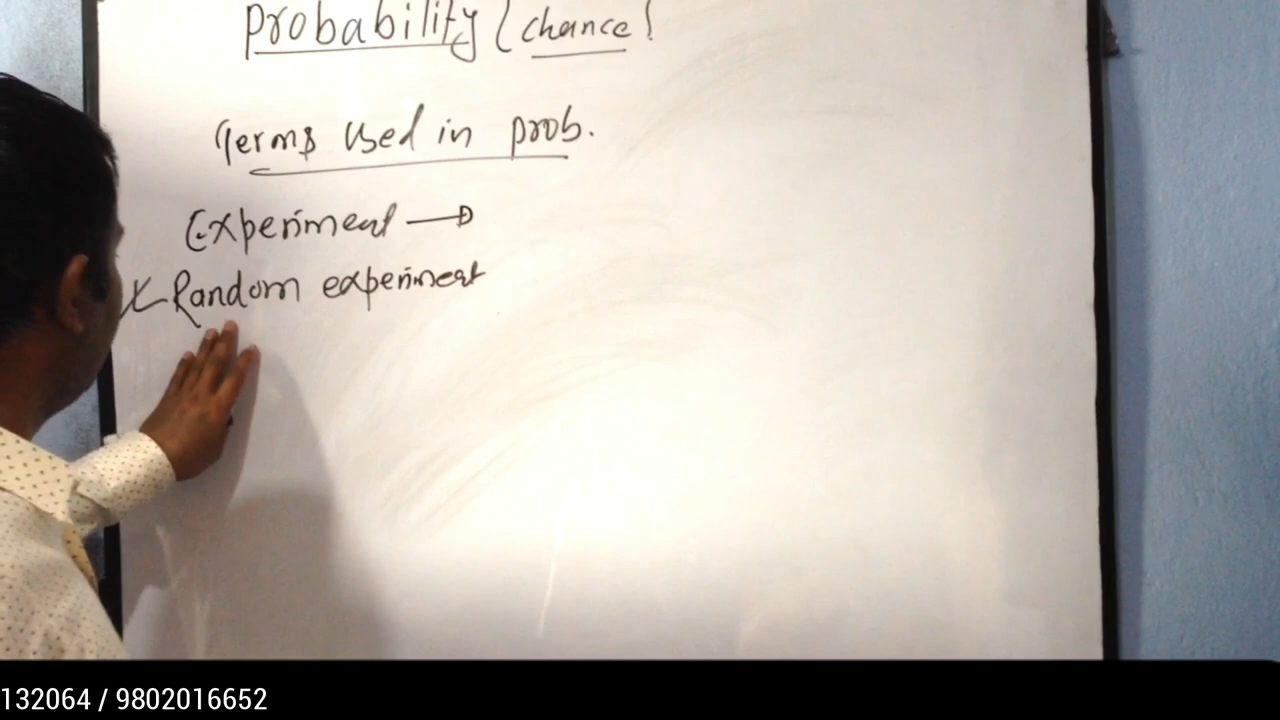 Probability (chance)
Terms used in prob.
Experiment →
Random experiment
132064 / 9802016652